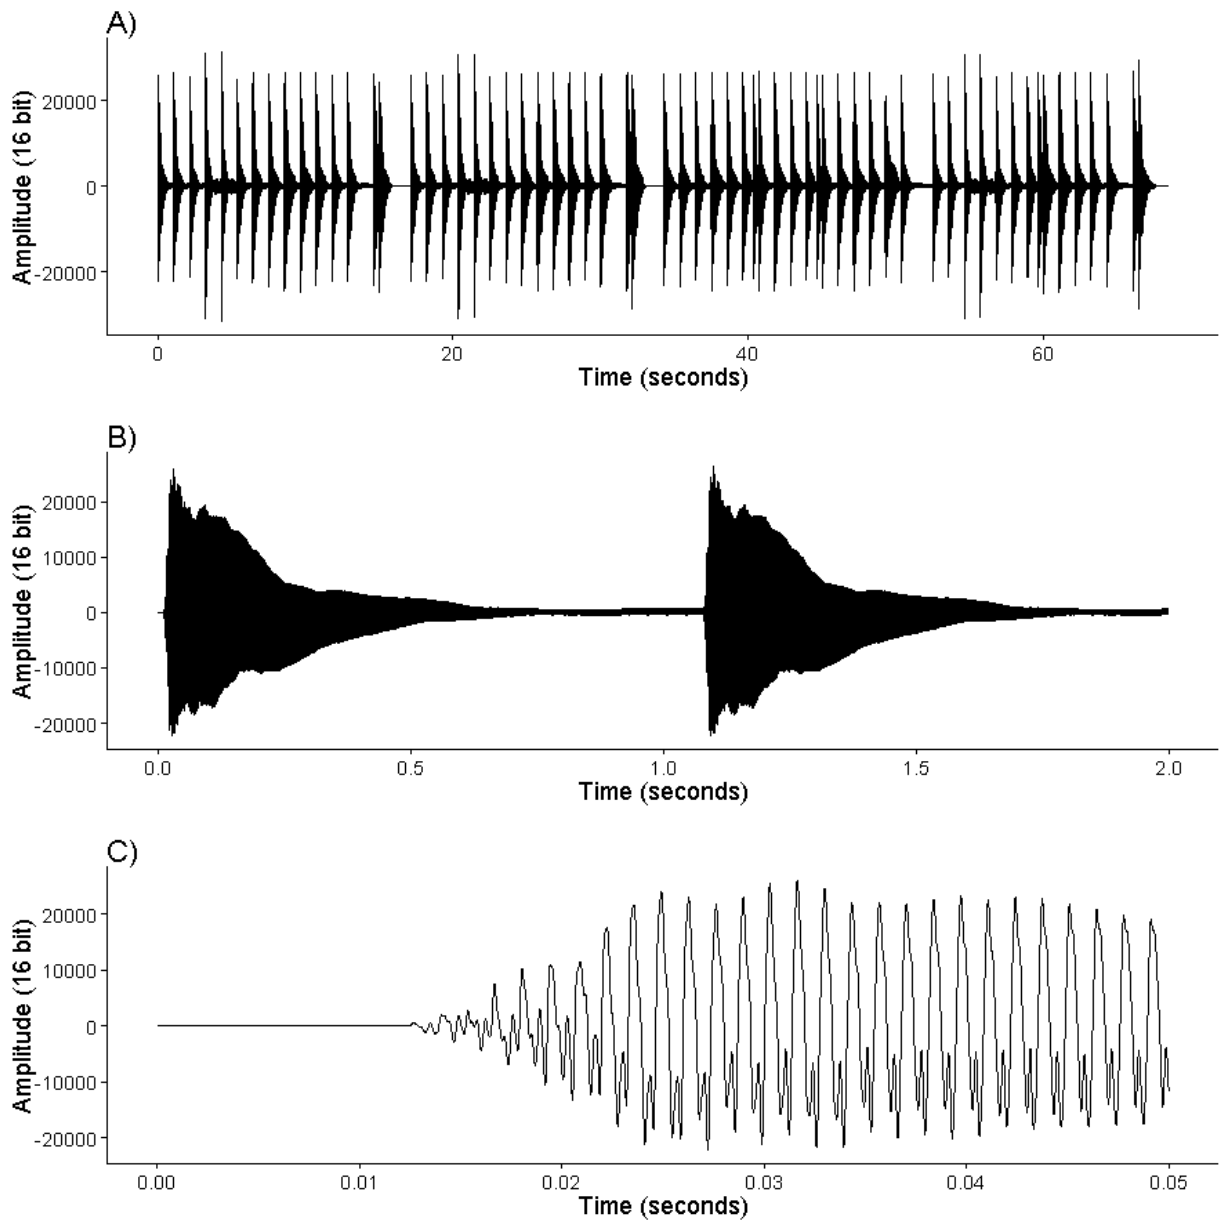 A)
Amplitude (16 bit)
20000
0
-20000
0 20 40 60
Time (seconds)
B)
Amplitude (16 bit)
20000
10000
0
-10000
-20000
0.0 0.5 1.0 1.5 2.0
Time (seconds)
C)
Amplitude (16 bit)
20000
10000
0
-10000
-20000
0.00 0.01 0.02 0.03 0.04 0.05
Time (seconds)